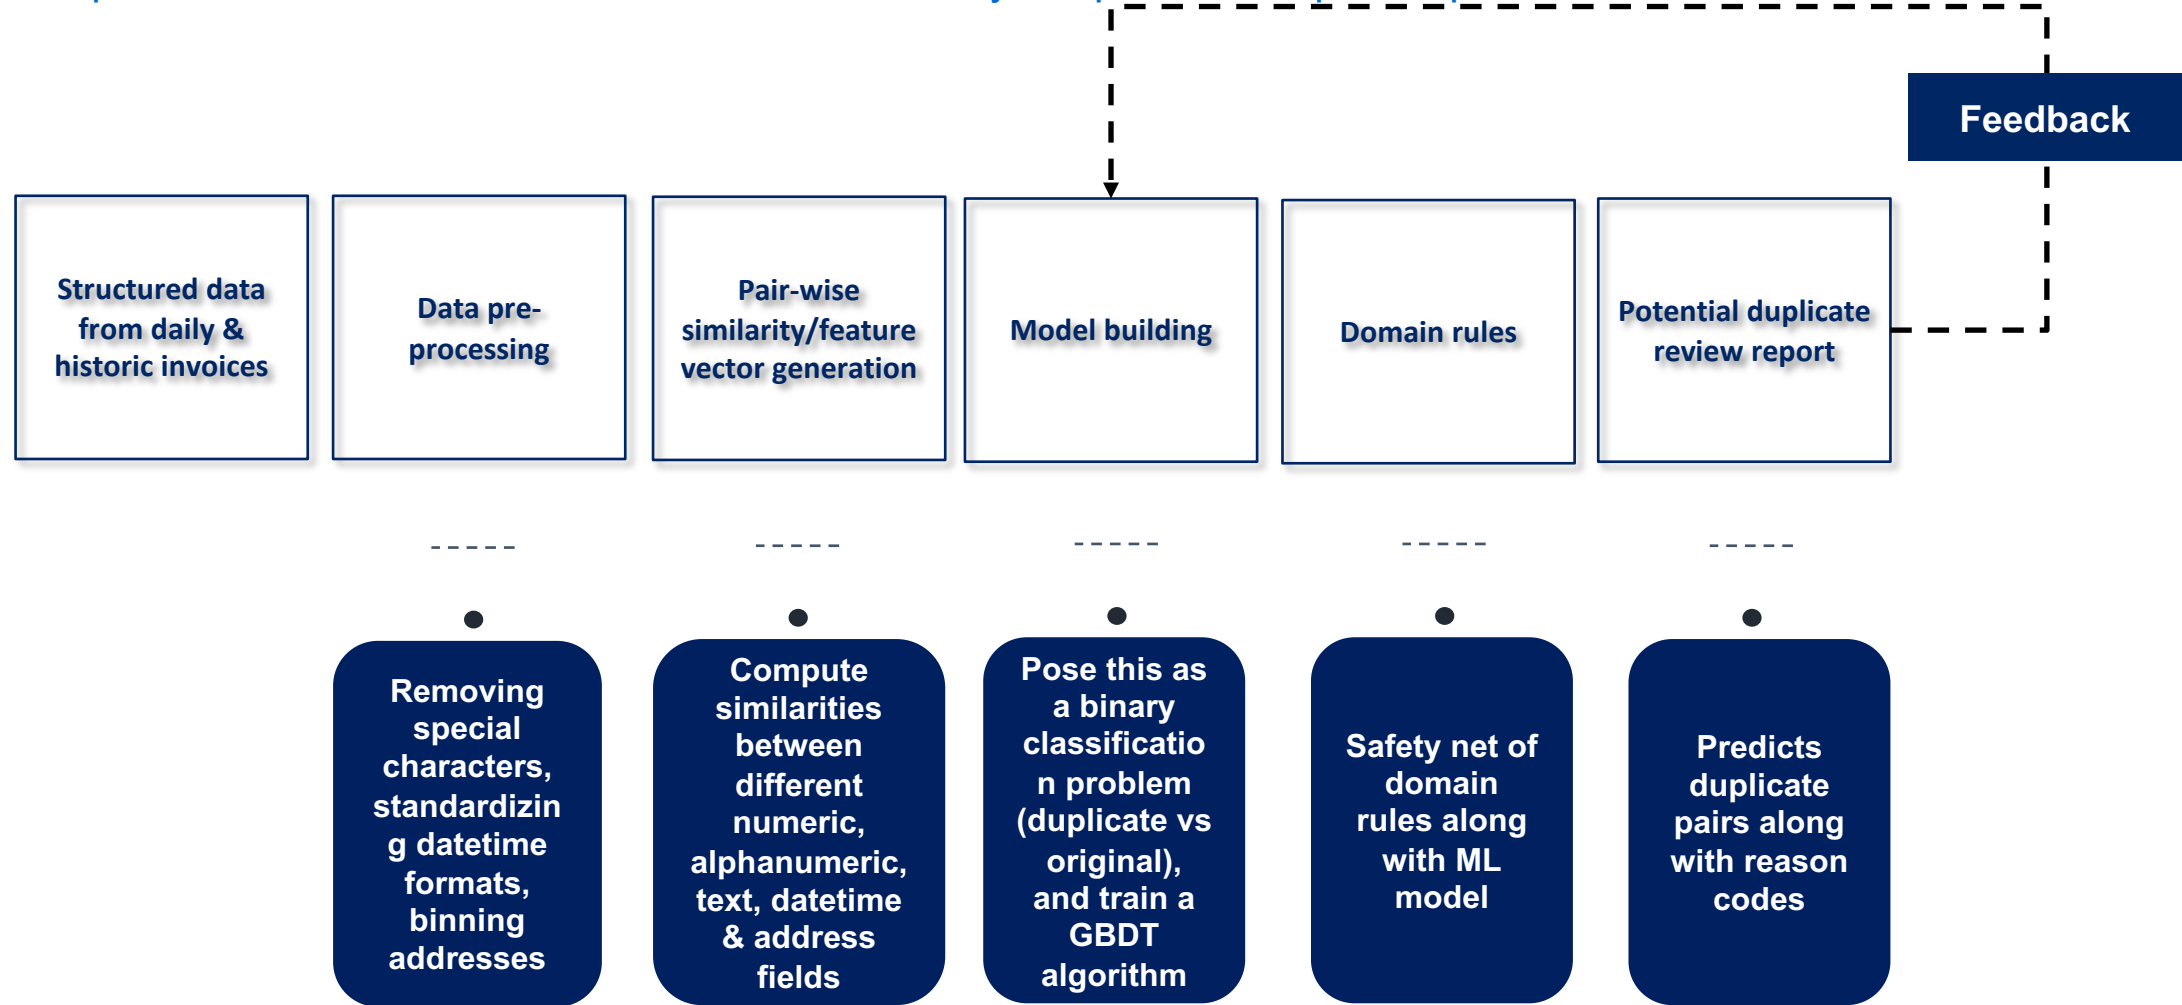 Feedback
Structured data
from daily &
historic invoices
Data pre-
processing
Pair-wise
similarity/feature
vector generation
Model building
Domain rules
Potential duplicate
review report
Removing
special
characters,
standardizin
g datetime
formats,
binning
addresses
Compute
similarities
between
different
numeric,
alphanumeric,
text, datetime
& address
fields
Pose this as
a binary
classificatio
n problem
(duplicate vs
original),
and train a
GBDT
algorithm
Safety net of
domain
rules along
with ML
model
Predicts
duplicate
pairs along
with reason
codes